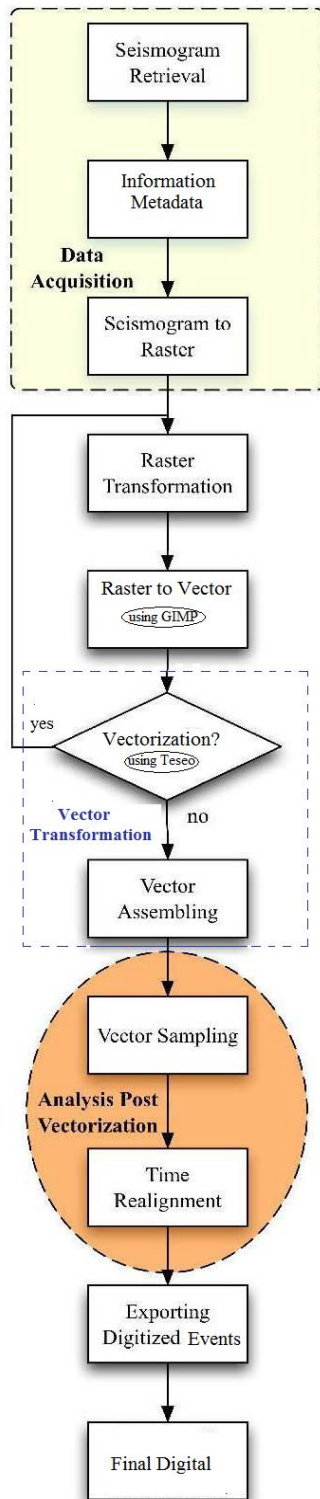 Seismogram
Retrieval
Information
Metadata
Data
Acquisition
Seismogram to
Raster
Raster
Transformation
Raster to Vector
using GIMP
yes
Vectorization?
using Teseo
Vector
Transformation
no
Vector
Assembling
Vector Sampling
Analysis Post
Vectorization
Time
Realignment
Exporting
Digitized Events
Final Digital